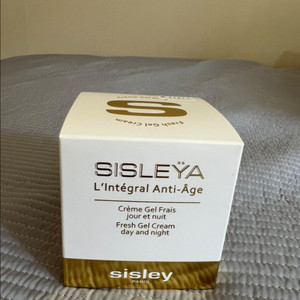 S
Fresh Gel Cream
SISLEŸA
L'Intégral Anti-Âge
Crème Gel Frais
jour et nuit
Fresh Gel Cream
day and night
sisley
PARIS